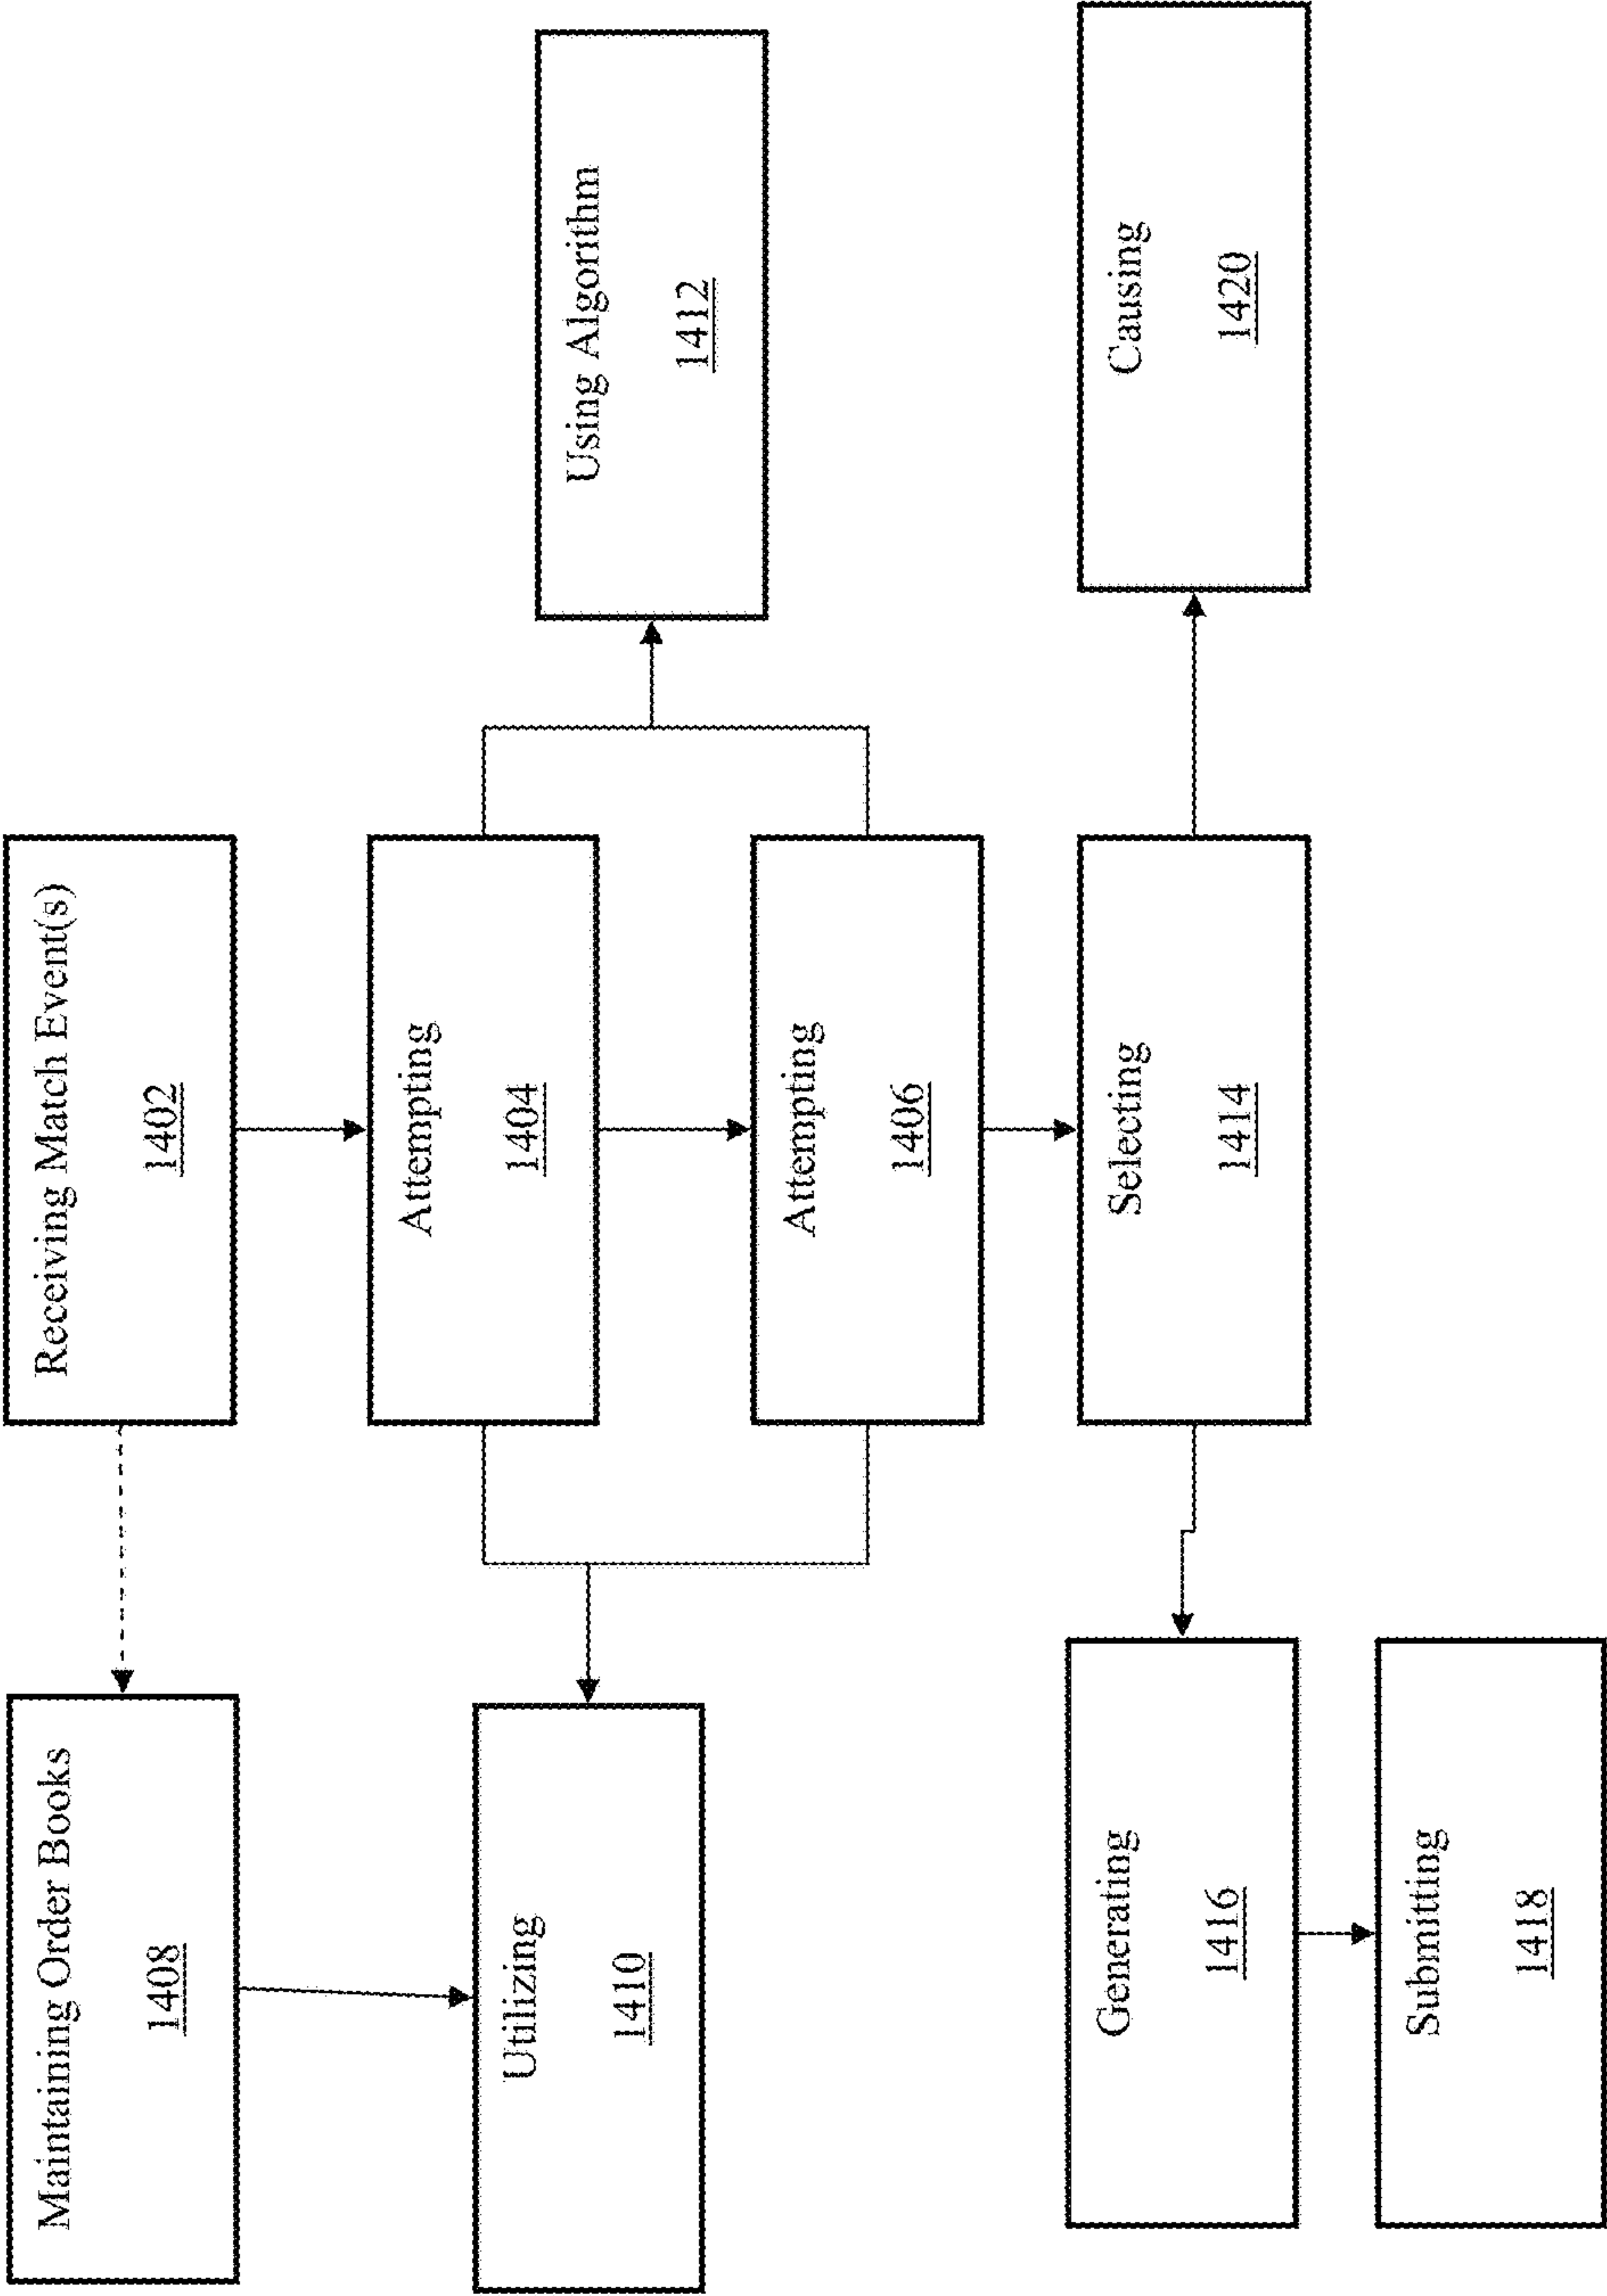 Maintaining Order Books
1408
Receiving Match Event(s)
1402
Attempting
1404
Utilizing
1410
Using Algorithm
1412
Attempting
1406
Generating
1416
Selecting
1414
Causing
1420
Submitting
1418